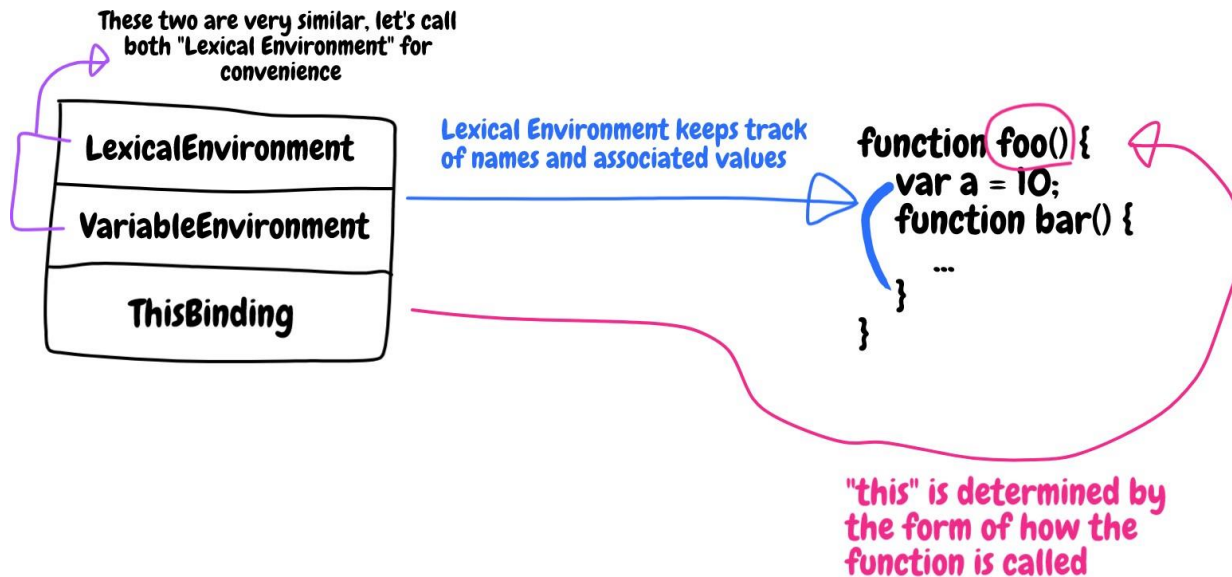 These two are very similar, let's call
both "Lexical Environment" for
convenience
LexicalEnvironment
VariableEnvironment
ThisBinding
Lexical Environment keeps track
of names and associated values
function foo() {
var a = 10;
function bar() {
...
}
}
"this" is determined by
the form of how the
function is called